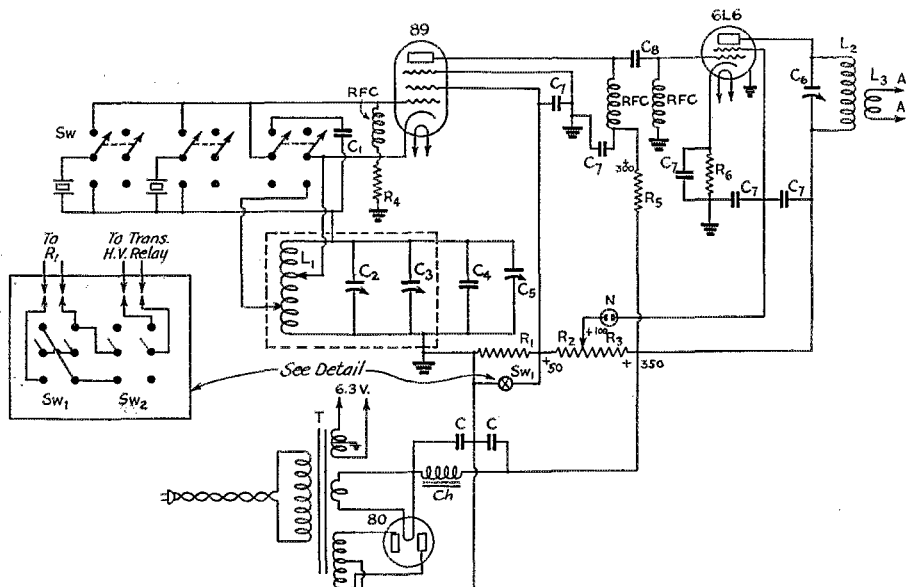 89
6L6
L2
C8
C6
L3
A
A
RFC
Sw
C1
C7
RFC
RFC
C7
R4
+
300
R5
C7
R6
C7
C7
To
R1
To Trans.
H.V. Relay
L1
C2
C3
C4
C5
N
R1
R2
+100
R3
+50
+
350
See Detail
Sw1
Sw1
Sw2
6.3 V.
T
C
C
Ch
80